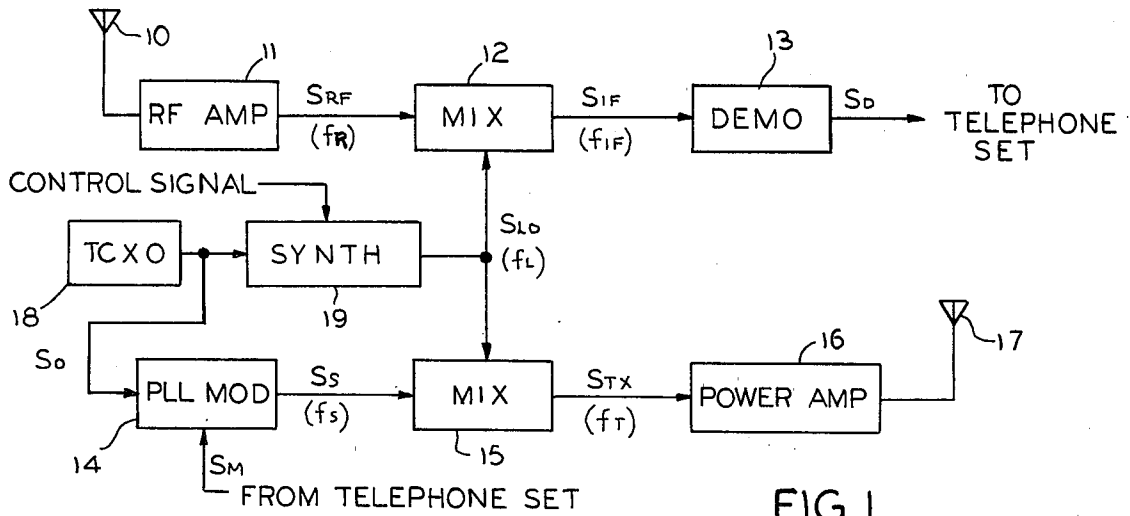 10
11
12
13
RF AMP
SRF
(fR)
MIX
SIF
(fIF)
DEMO
SD
TO
TELEPHONE
SET
CONTROL SIGNAL
TCXO
SYNTH
SLO
(fL)
18
19
16
17
SO
PLL MOD
SS
(fS)
MIX
STX
(fT)
POWER AMP
14
15
SM
FROM TELEPHONE SET
FIG.1